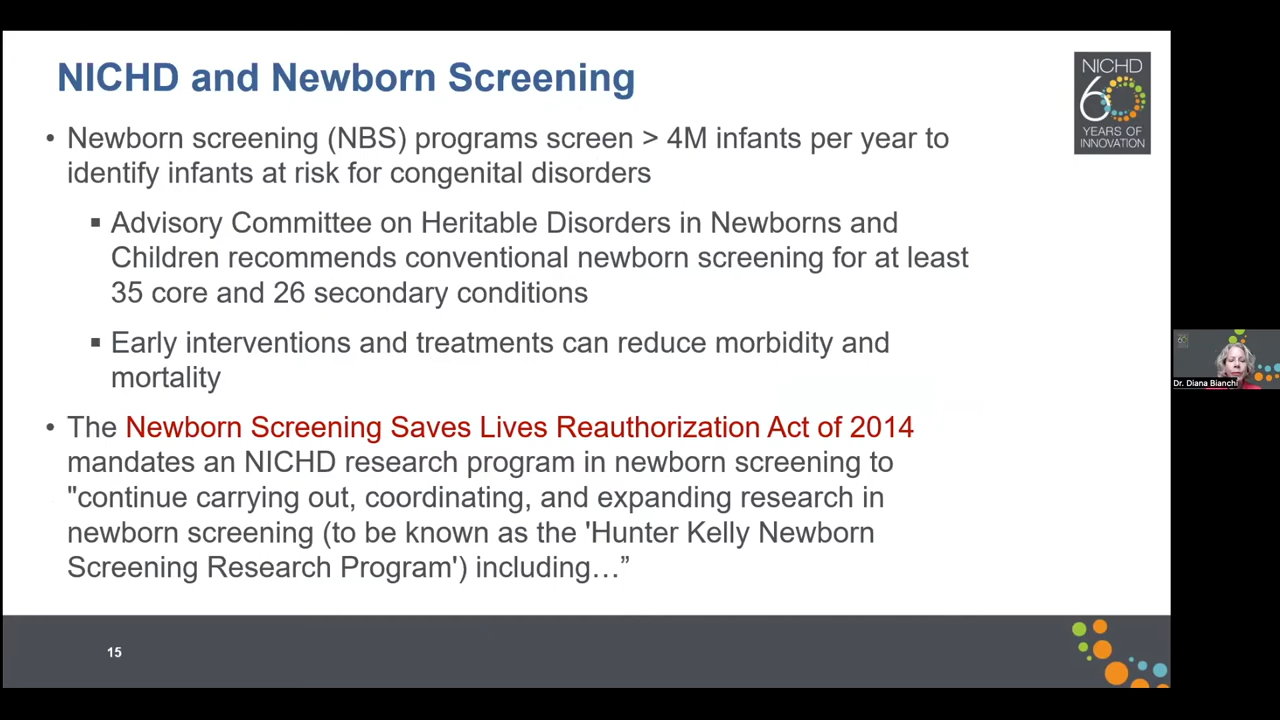 NICHD and Newborn Screening
NICHD
60
YEARS OF
INNOVATION
• Newborn screening (NBS) programs screen > 4M infants per year to
identify infants at risk for congenital disorders
▪ Advisory Committee on Heritable Disorders in Newborns and
Children recommends conventional newborn screening for at least
35 core and 26 secondary conditions
▪ Early interventions and treatments can reduce morbidity and
mortality
• The Newborn Screening Saves Lives Reauthorization Act of 2014
mandates an NICHD research program in newborn screening to
"continue carrying out, coordinating, and expanding research in
newborn screening (to be known as the 'Hunter Kelly Newborn
Screening Research Program') including…”
60
Dr. Diana Bianchi
15